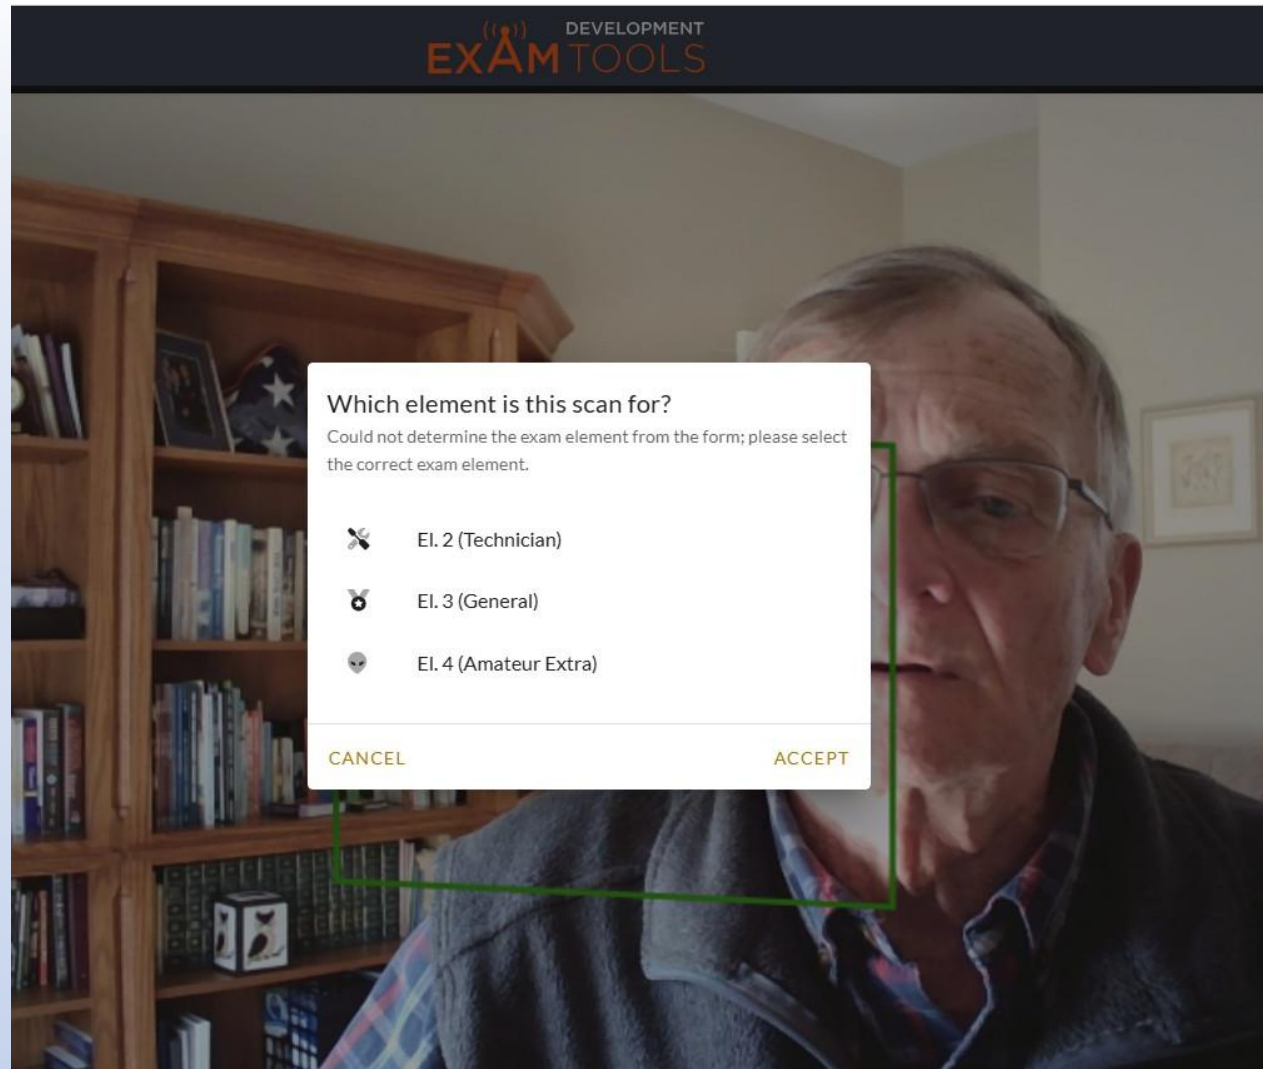 DEVELOPMENT
EXAM TOOLS
Which element is this scan for?
Could not determine the exam element from the form; please select
the correct exam element.
El. 2 (Technician)
El. 3 (General)
El. 4 (Amateur Extra)
CANCEL
ACCEPT